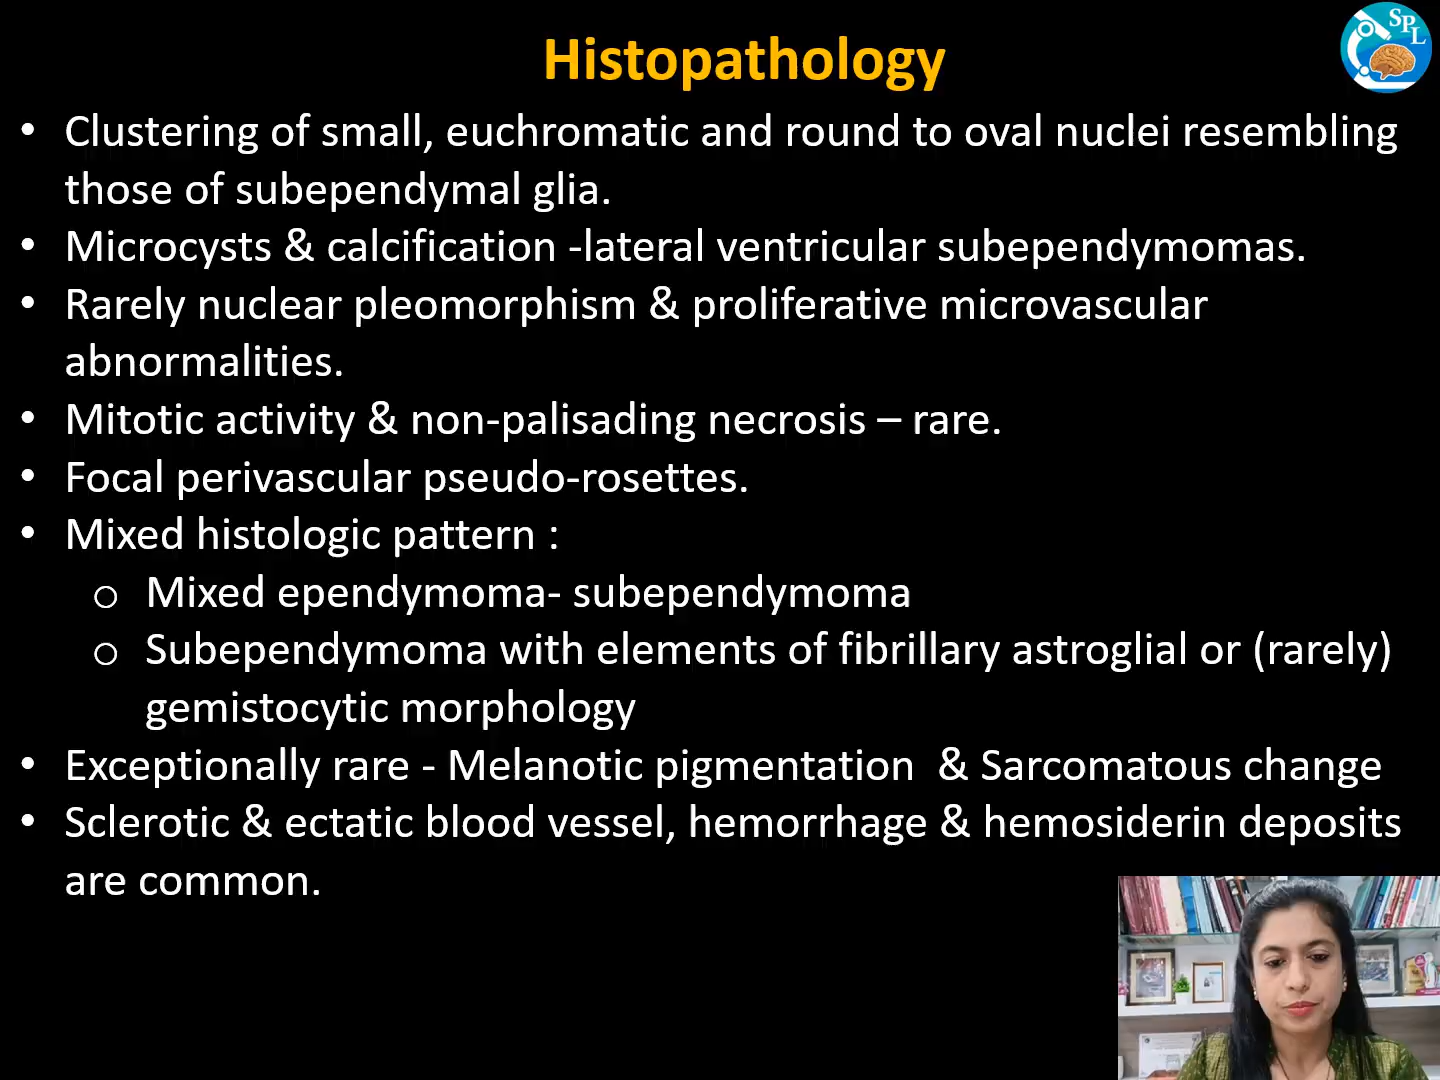 SPL
Histopathology
• Clustering of small, euchromatic and round to oval nuclei resembling
those of subependymal glia.
• Microcysts & calcification -lateral ventricular subependymomas.
• Rarely nuclear pleomorphism & proliferative microvascular
abnormalities.
• Mitotic activity & non-palisading necrosis – rare.
• Focal perivascular pseudo-rosettes.
• Mixed histologic pattern :
o Mixed ependymoma- subependymoma
o Subependymoma with elements of fibrillary astroglial or (rarely)
gemistocytic morphology
• Exceptionally rare - Melanotic pigmentation & Sarcomatous change
• Sclerotic & ectatic blood vessel, hemorrhage & hemosiderin deposits
are common.